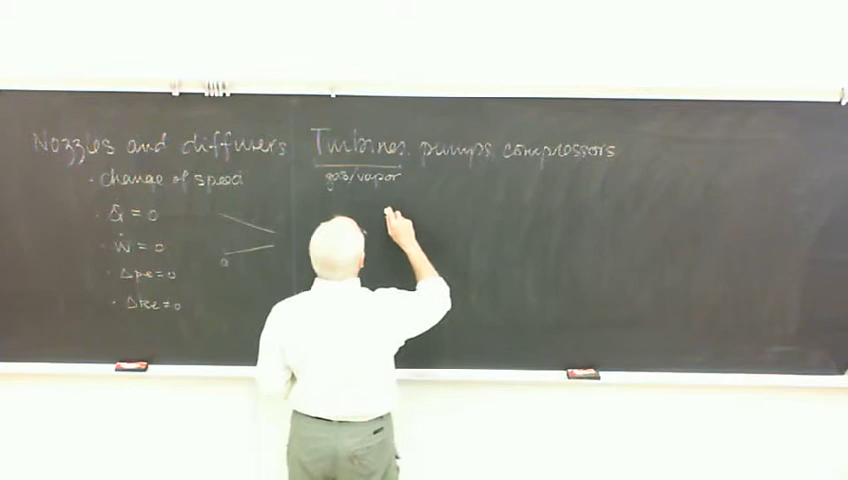 Nozzles and diffusers
· change of speed
· Q̇ = 0
· Ẇ = 0
· Δpe = 0
· Δke ≠ 0
Turbines, pumps, compressors
gas/vapor